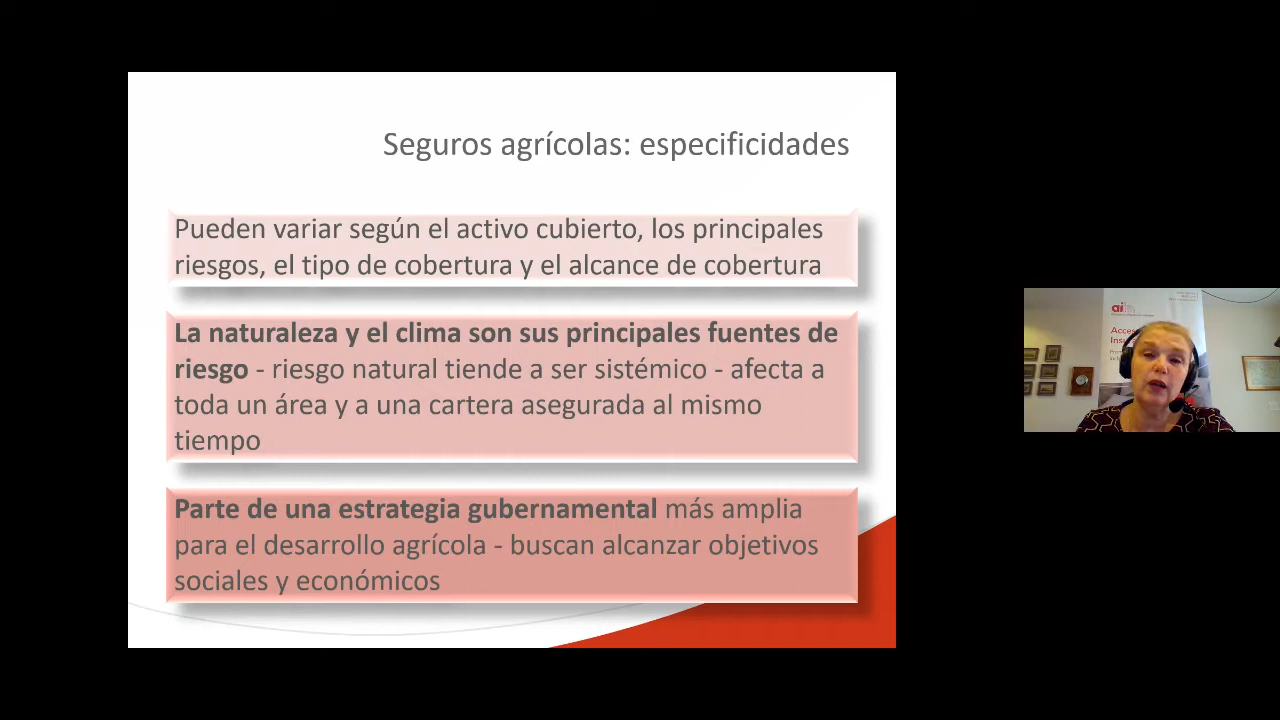 Seguros agrícolas: especificidades
Pueden variar según el activo cubierto, los principales
riesgos, el tipo de cobertura y el alcance de cobertura
La naturaleza y el clima son sus principales fuentes de
riesgo - riesgo natural tiende a ser sistémico - afecta a
toda un área y a una cartera asegurada al mismo
tiempo
Parte de una estrategia gubernamental más amplia
para el desarrollo agrícola - buscan alcanzar objetivos
sociales y económicos